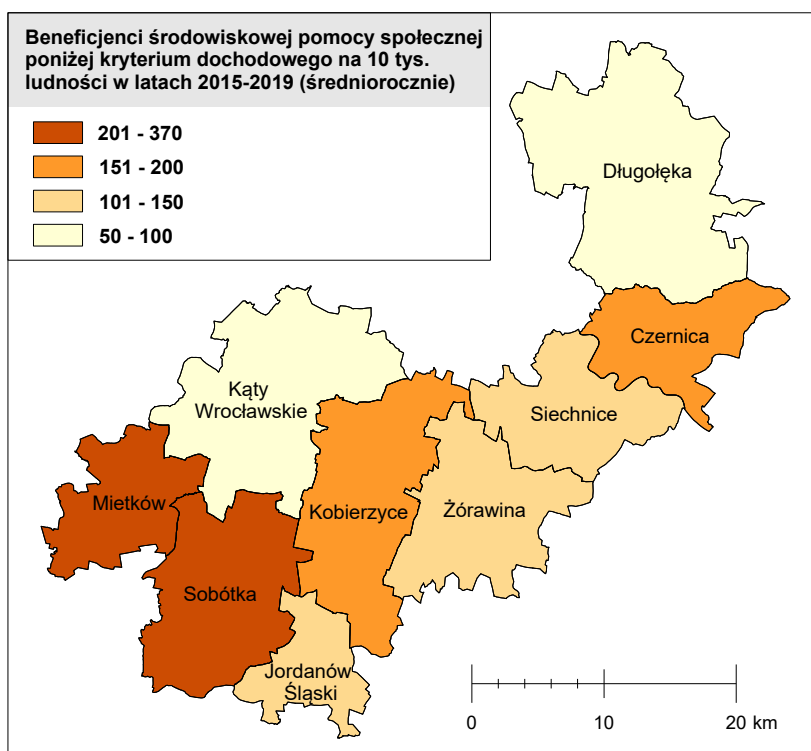 Beneficjenci środowiskowej pomocy społecznej
poniżej kryterium dochodowego na 10 tys.
ludności w latach 2015-2019 (średniorocznie)
201 - 370
151 - 200
101 - 150
50 - 100
Długołęka
Czernica
Kąty
Wrocławskie
Siechnice
Mietków
Kobierzyce
Żórawina
Sobótka
Jordanów
Śląski
0 10 20 km